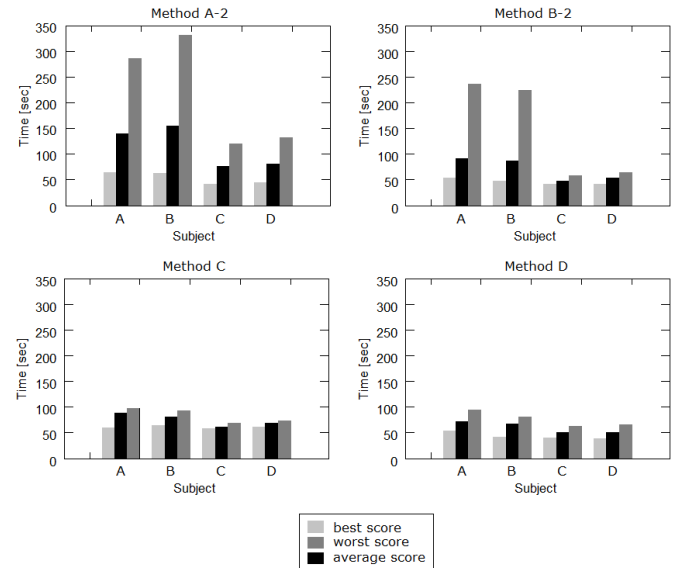 Method A-2
Time [sec]
350
300
250
200
150
100
50
0
A B C D
Subject
Method B-2
Time [sec]
350
300
250
200
150
100
50
0
A B C D
Subject
Method C
Time [sec]
350
300
250
200
150
100
50
0
A B C D
Subject
Method D
Time [sec]
350
300
250
200
150
100
50
0
A B C D
Subject
best score
worst score
average score